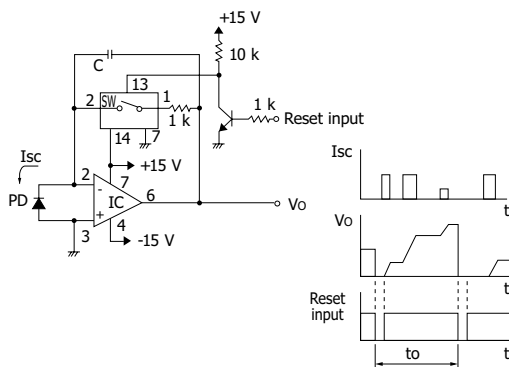 +15 V
10 k
C
13
2
SW
1
1 k
14
7
1 k
Reset input
+15 V
Isc
PD
2
-
7
IC
6
+
3
4
-15 V
Vo
Isc
t
Vo
t
Reset
input
t
to